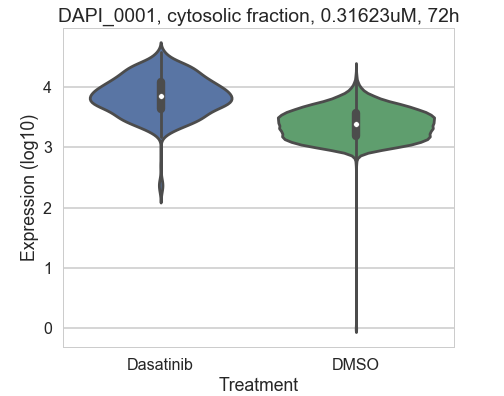 DAPI_0001, cytosolic fraction, 0.31623uM, 72h
Expression (log10)
4
3
2
1
0
Dasatinib
DMSO
Treatment